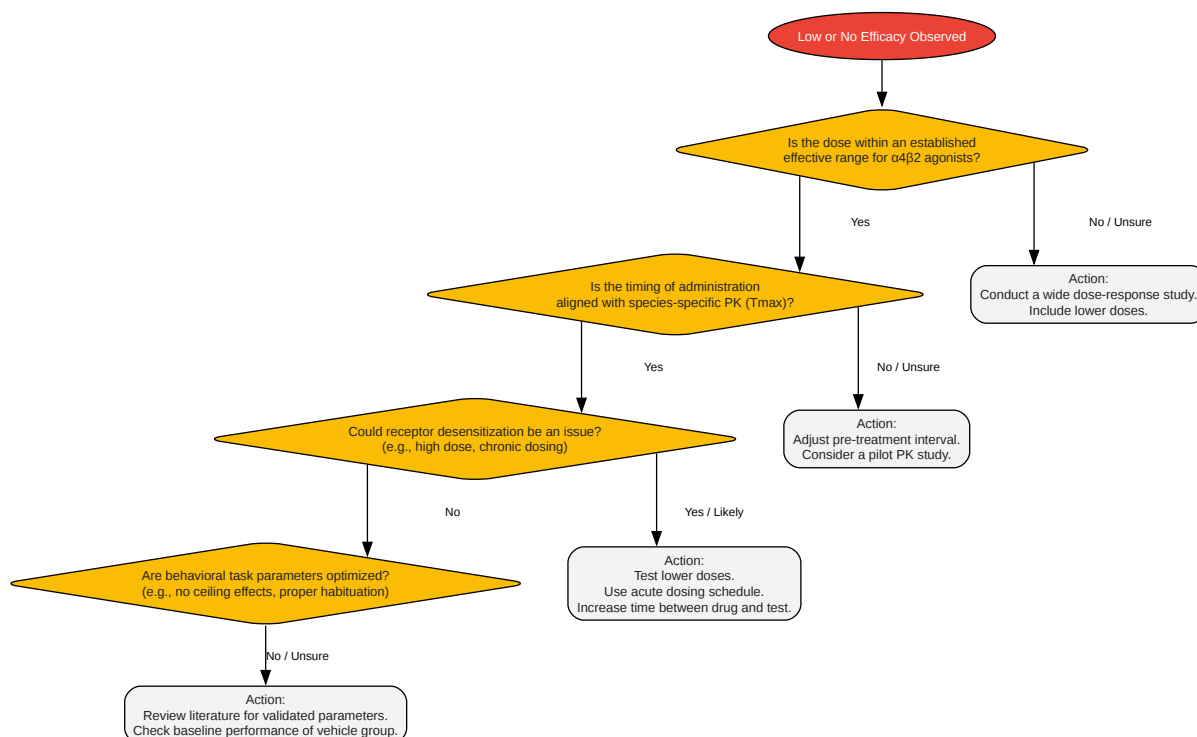 Low or No Efficacy Observed
Is the dose within an established
effective range for α4β2 agonists?
Yes
No / Unsure
Is the timing of administration
aligned with species-specific PK (Tmax)?
Action:
Conduct a wide dose-response study.
Include lower doses.
Yes
No / Unsure
Could receptor desensitization be an issue?
(e.g., high dose, chronic dosing)
Action:
Adjust pre-treatment interval.
Consider a pilot PK study.
No
Yes / Likely
Are behavioral task parameters optimized?
(e.g., no ceiling effects, proper habituation)
Action:
Test lower doses.
Use acute dosing schedule.
Increase time between drug and test.
No / Unsure
Action:
Review literature for validated parameters.
Check baseline performance of vehicle group.